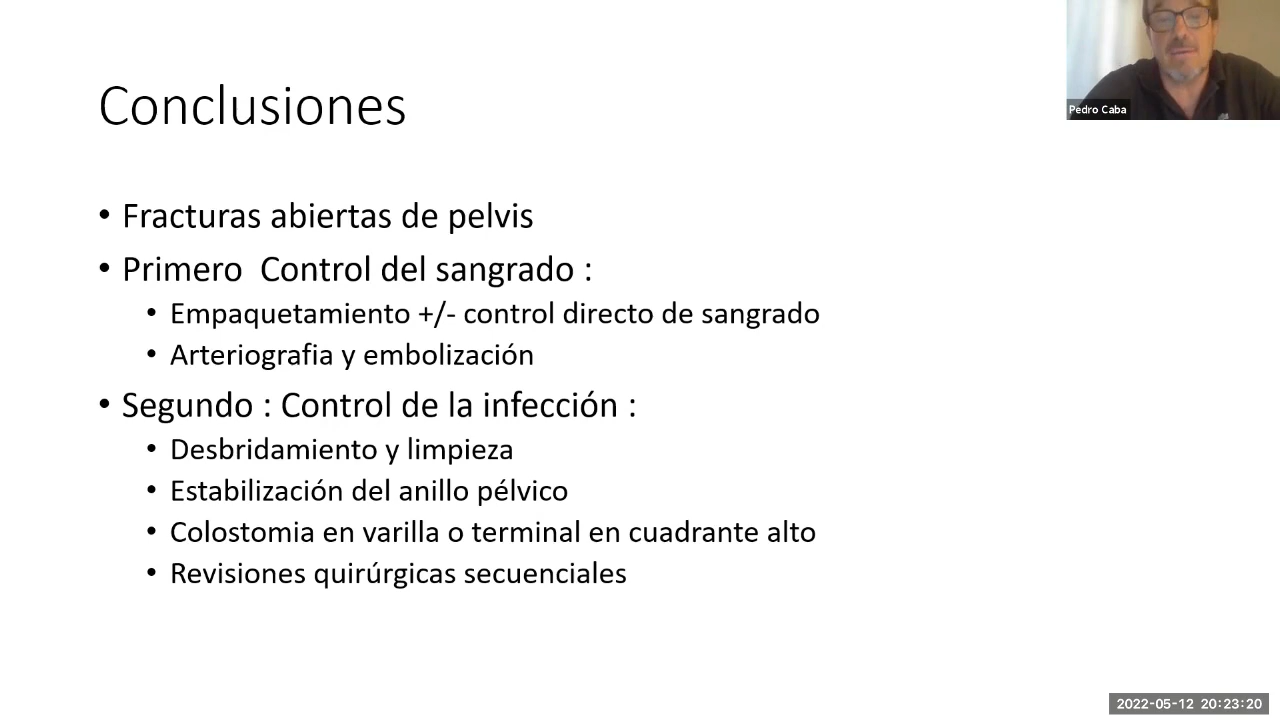 Conclusiones
Pedro Caba
• Fracturas abiertas de pelvis
• Primero  Control del sangrado :
• Empaquetamiento +/- control directo de sangrado
• Arteriografia y embolización
• Segundo : Control de la infección :
• Desbridamiento y limpieza
• Estabilización del anillo pélvico
• Colostomia en varilla o terminal en cuadrante alto
• Revisiones quirúrgicas secuenciales
2022-05-12 20:23:20